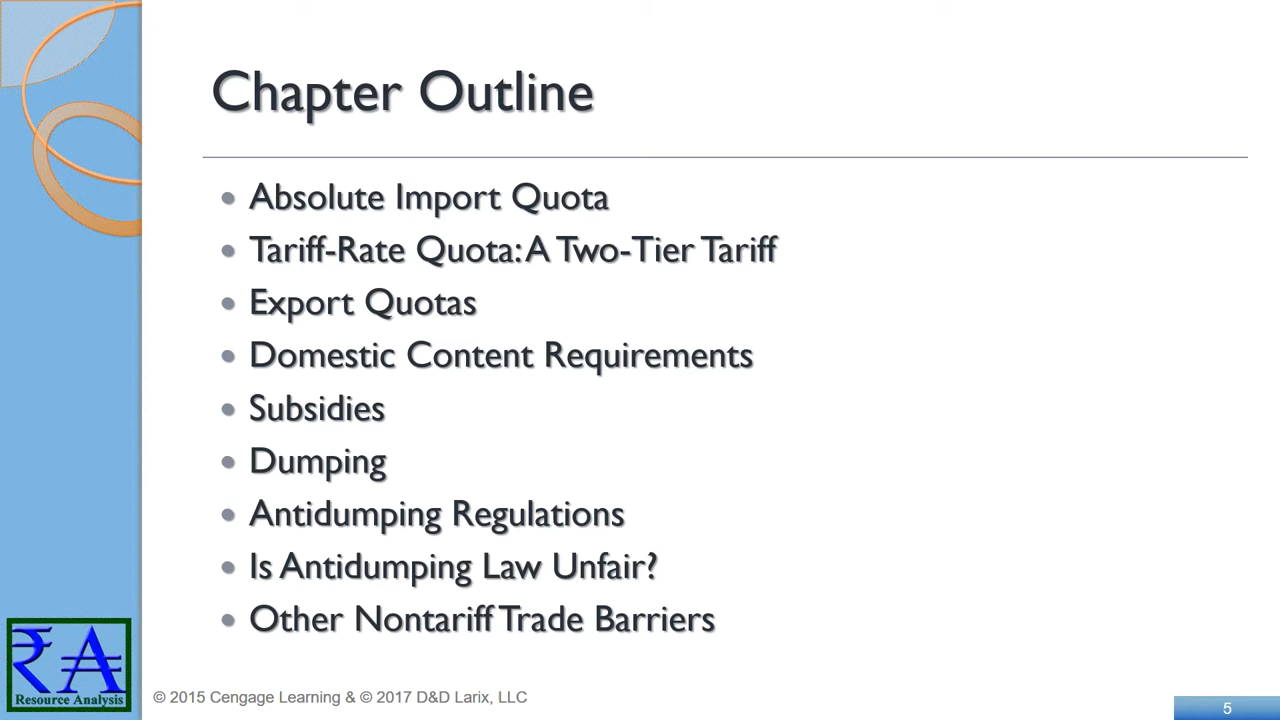 Chapter Outline
• Absolute Import Quota
• Tariff-Rate Quota: A Two-Tier Tariff
• Export Quotas
• Domestic Content Requirements
• Subsidies
• Dumping
• Antidumping Regulations
• Is Antidumping Law Unfair?
• Other Nontariff Trade Barriers
₹A
Resource Analysis
© 2015 Cengage Learning & © 2017 D&D Larix, LLC
5